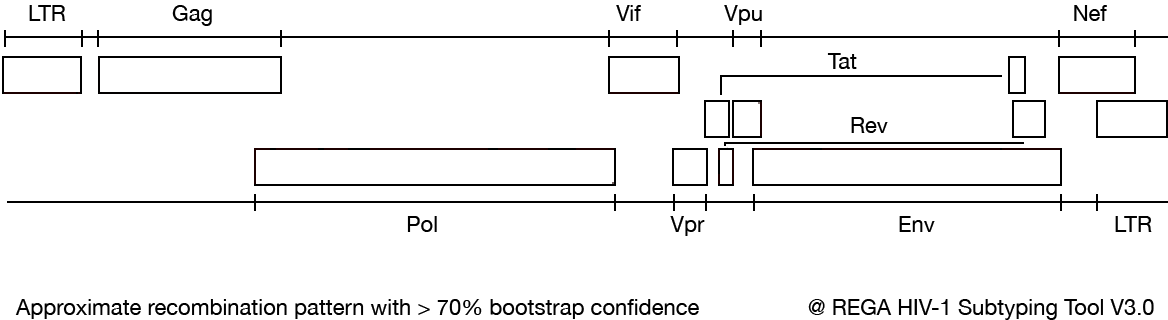 LTR Gag Vif Vpu Nef
Tat
Rev
Pol Vpr Env LTR
Approximate recombination pattern with > 70% bootstrap confidence @ REGA HIV-1 Subtyping Tool V3.0